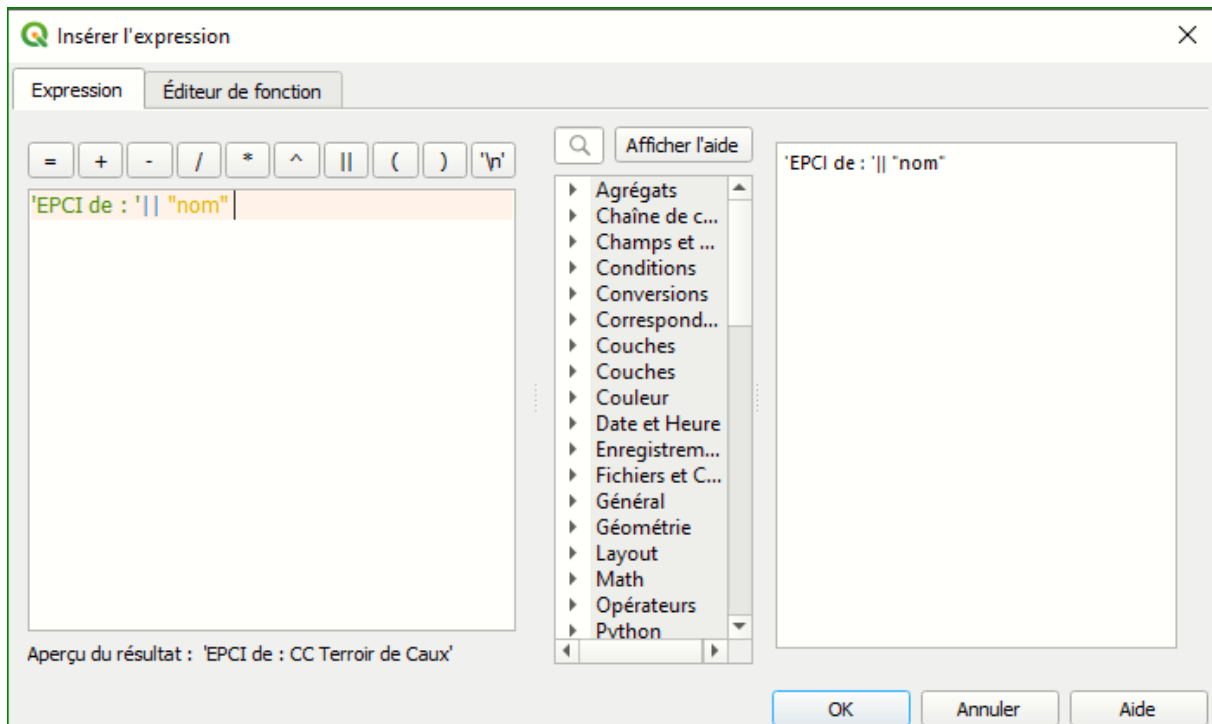 Insérer l'expression
Expression
Éditeur de fonction
= + - / * ^ || ( ) '\n'
'EPCI de : '|| "nom"
Aperçu du résultat : 'EPCI de : CC Terroir de Caux'
Afficher l'aide
Agrégats
Chaîne de c...
Champs et ...
Conditions
Conversions
Correspond...
Couches
Couches
Couleur
Date et Heure
Enregistrem...
Fichiers et C...
Général
Géométrie
Layout
Math
Opérateurs
Python
'EPCI de : '|| "nom"
OK Annuler Aide